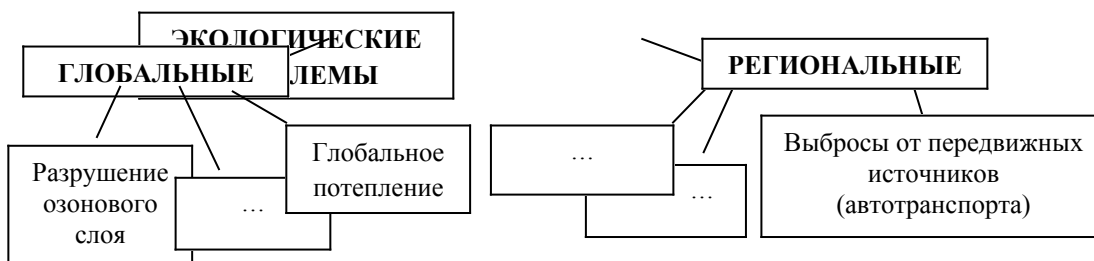 ЭКОЛОГИЧЕСКИЕ
ЛЕМЫ
ГЛОБАЛЬНЫЕ
РЕГИОНАЛЬНЫЕ
Разрушение
озонового
слоя
…
Глобальное
потепление
…
…
Выбросы от передвижных
источников
(автотранспорта)